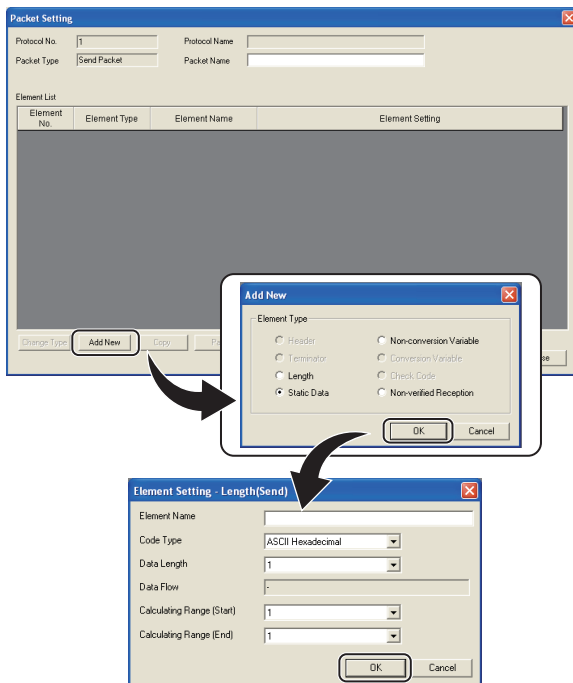 Packet Setting
Protocol No. 1 Protocol Name
Packet Type Send Packet Packet Name
Element List
Element No. Element Type Element Name Element Setting
Change Type Add New Copy
Add New
Element Type
Header Non-conversion Variable
Terminator Conversion Variable
Length Check Code
Static Data Non-verified Reception
OK Cancel
Element Setting - Length(Send)
Element Name
Code Type ASCII Hexadecimal
Data Length 1
Data Flow -
Calculating Range (Start) 1
Calculating Range (End) 1
OK Cancel